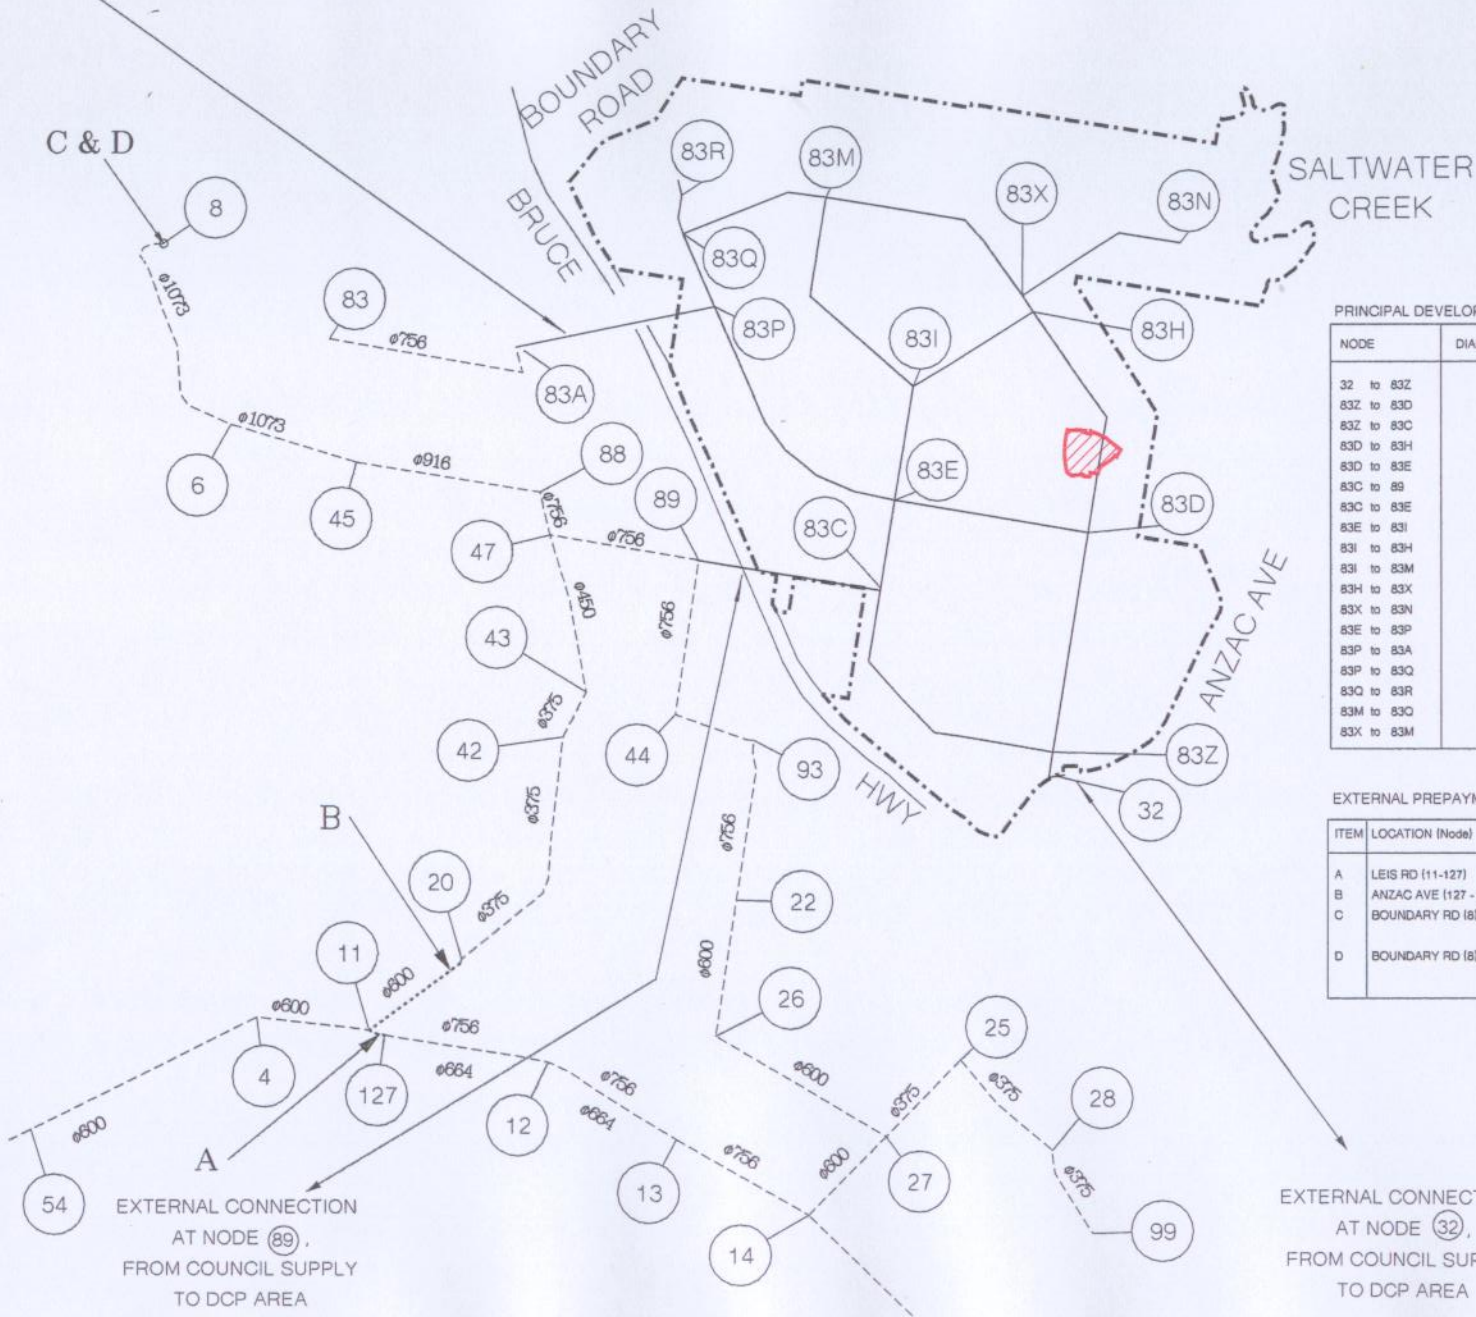 BOUNDARY
ROAD
BRUCE
C & D
8
83R
83M
83X
83N
SALTWATER
CREEK
83Q
83
ø1073
ø756
83P
83I
83H
83A
ø1073
ø916
88
6
45
ø756
47
ø756
89
83E
83C
83D
ø450
ø756
43
ø375
42
44
93
HWY
ANZAC AVE
83Z
32
B
ø375
ø756
20
ø375
22
11
ø600
ø600
26
ø600
ø756
25
4
127
ø664
12
ø756
ø664
ø600
ø375
ø375
28
ø600
A
54
13
ø756
ø600
27
ø375
14
99
EXTERNAL CONNECTION
AT NODE 89 .
FROM COUNCIL SUPPLY
TO DCP AREA
EXTERNAL CONNECT
AT NODE 32 ,
FROM COUNCIL SUP
TO DCP AREA
PRINCIPAL DEVELOP
NODE DIA
32 to 83Z
83Z to 83D
83Z to 83C
83D to 83H
83D to 83E
83C to 89
83C to 83E
83E to 83I
83I to 83H
83I to 83M
83H to 83X
83X to 83N
83E to 83P
83P to 83A
83P to 83Q
83Q to 83R
83M to 83Q
83X to 83M
EXTERNAL PREPAYM
ITEM LOCATION (Node)
A LEIS RD (11-127)
B ANZAC AVE (127 -
C BOUNDARY RD (8
D BOUNDARY RD (8